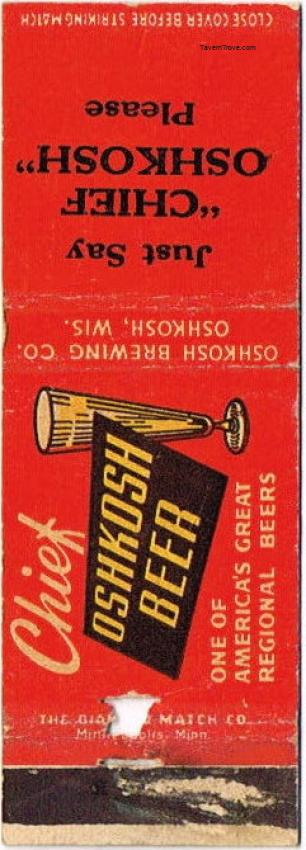 CLOSE COVER BEFORE STRIKING MATCH
TavernTrove.com
Just Say
"CHIEF
OSHKOSH"
Please
OSHKOSH BREWING CO.
OSHKOSH, WIS.
Chief
OSHKOSH
BEER
ONE OF
AMERICA'S GREAT
REGIONAL BEERS
THE MATCH CO
Minn.